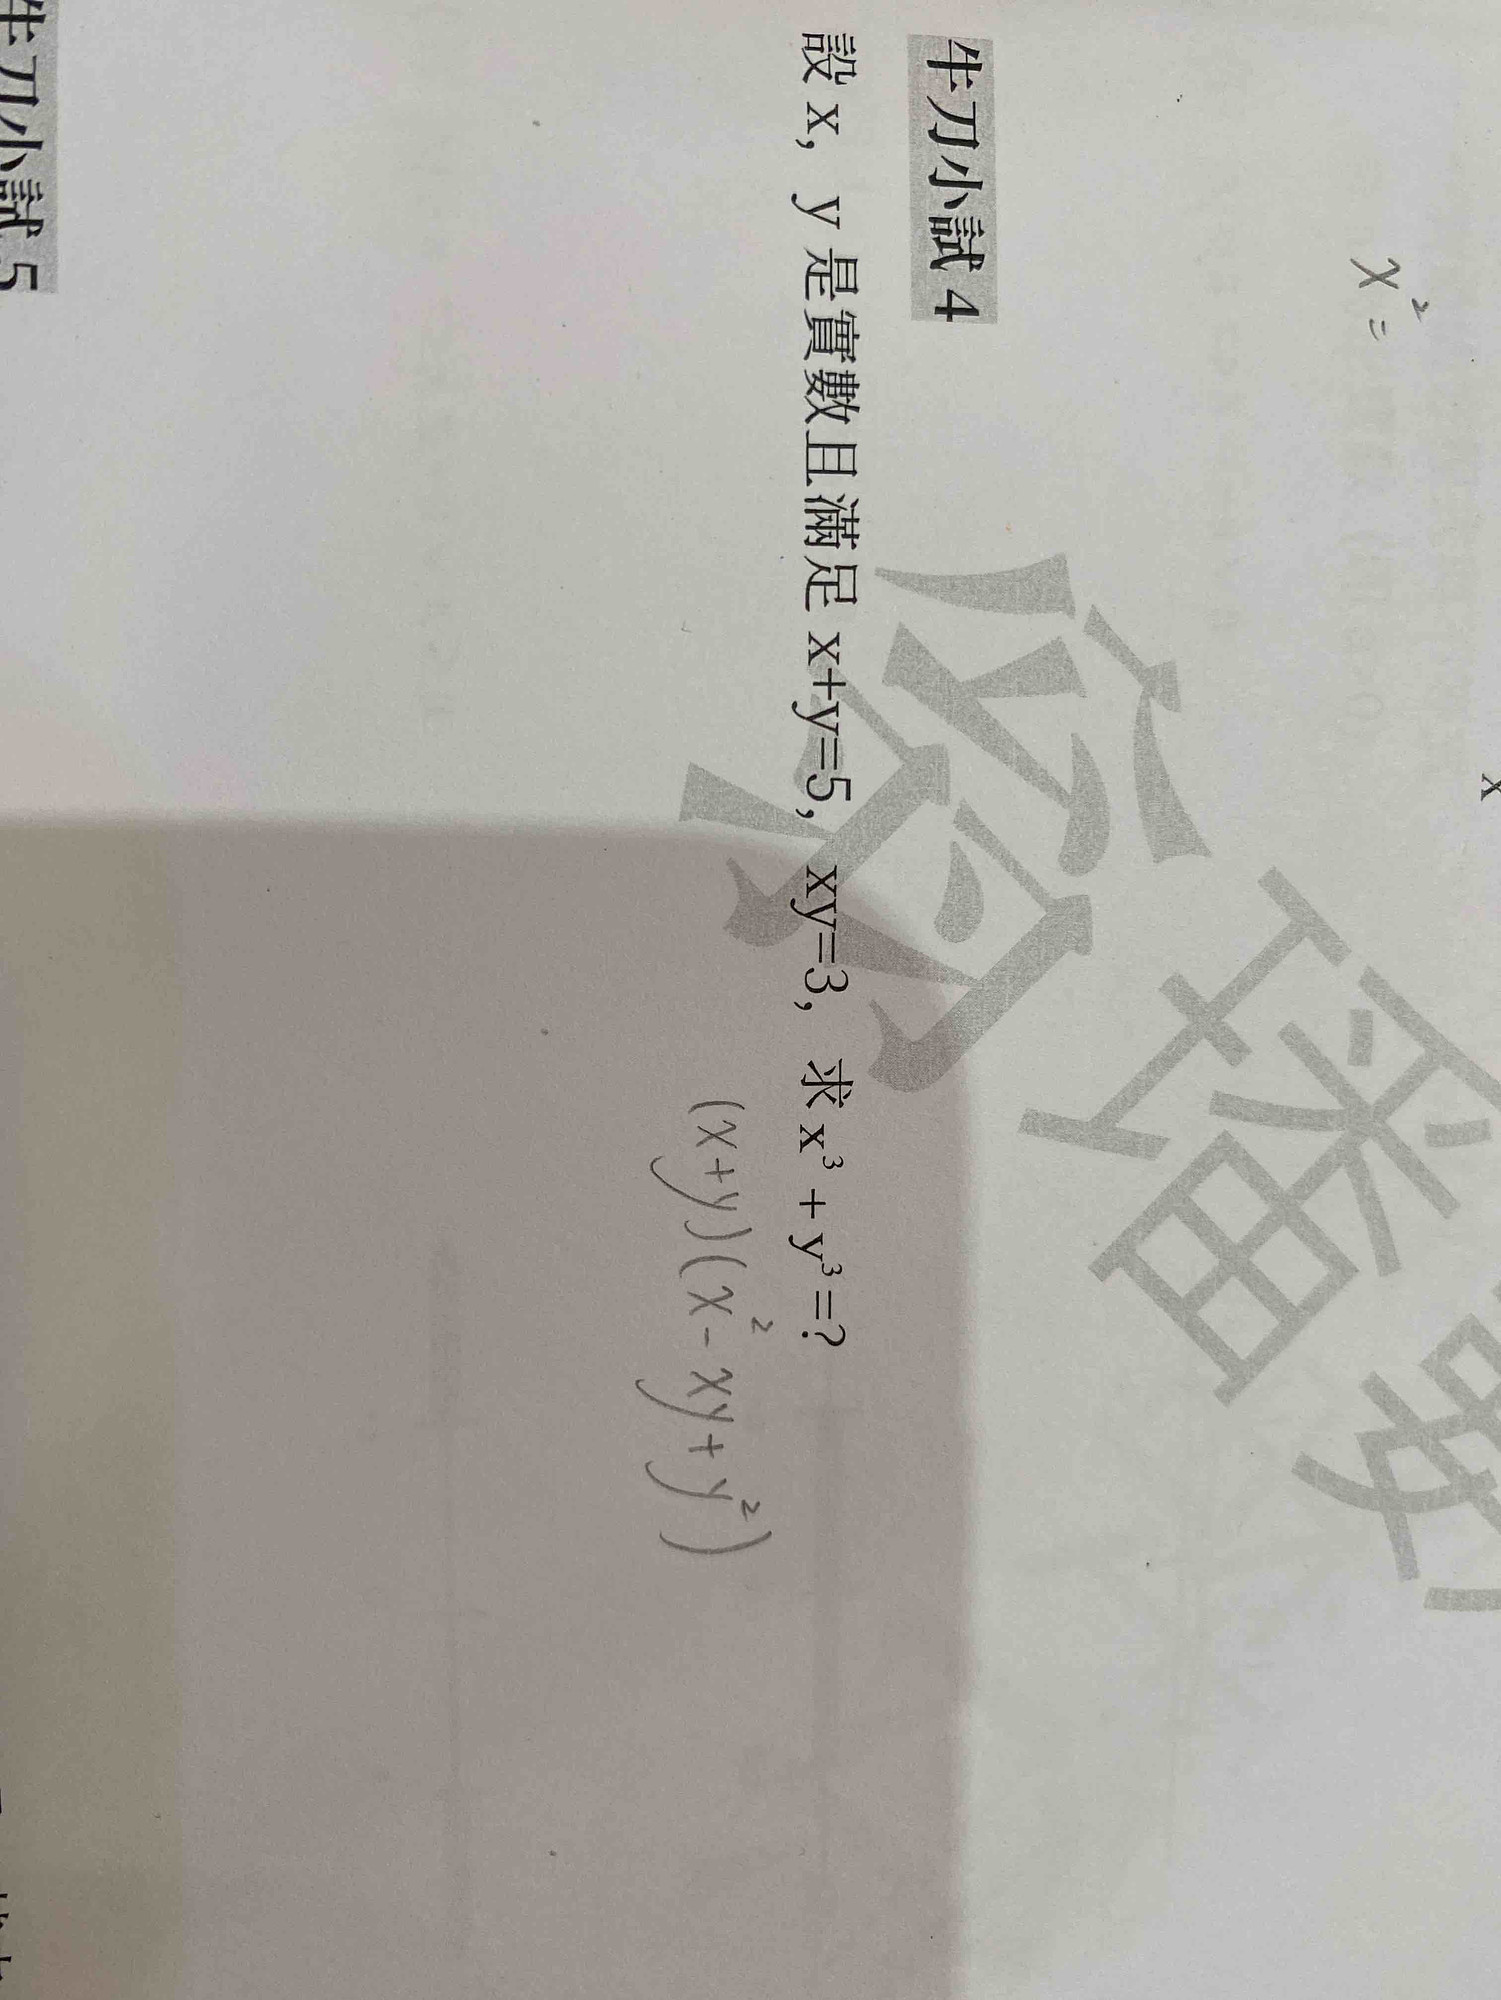 x² =
x
牛刀小試 4
設 x, y 是實數且滿足 x+y=5, xy=3, 求 x³ + y³ =?
(x+y)(x² - xy + y²)
牛刀小試 5